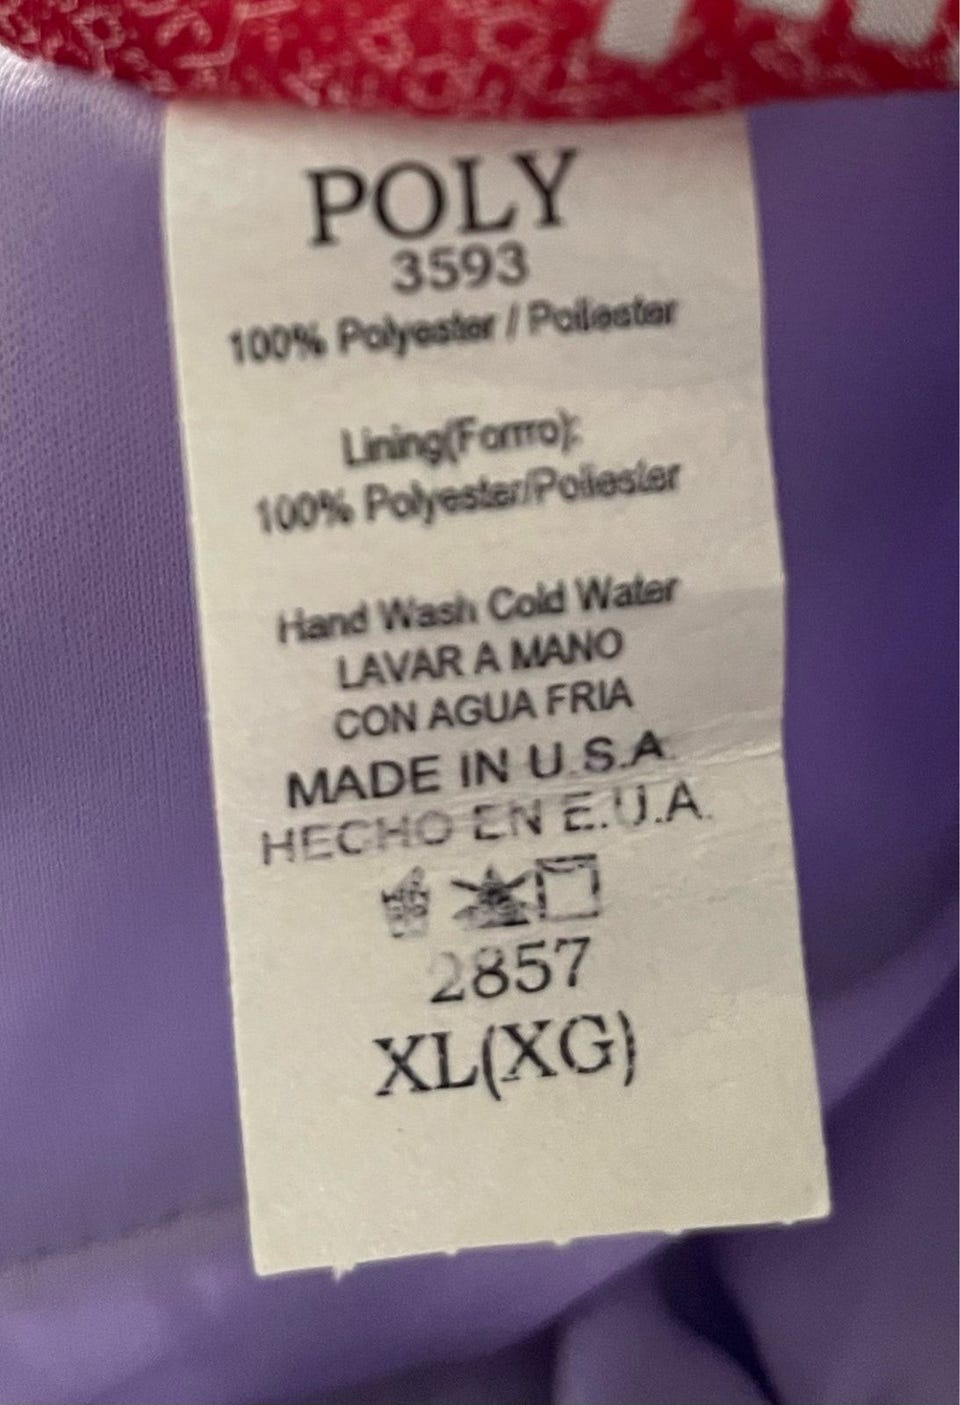 POLY
3593
100% Polyester / Poliester
Lining(Forrro):
100% Polyester/Poliester
Hand Wash Cold Water
LAVAR A MANO
CON AGUA FRIA
MADE IN U.S.A.
HECHO EN E.U.A.
2857
XL(XG)